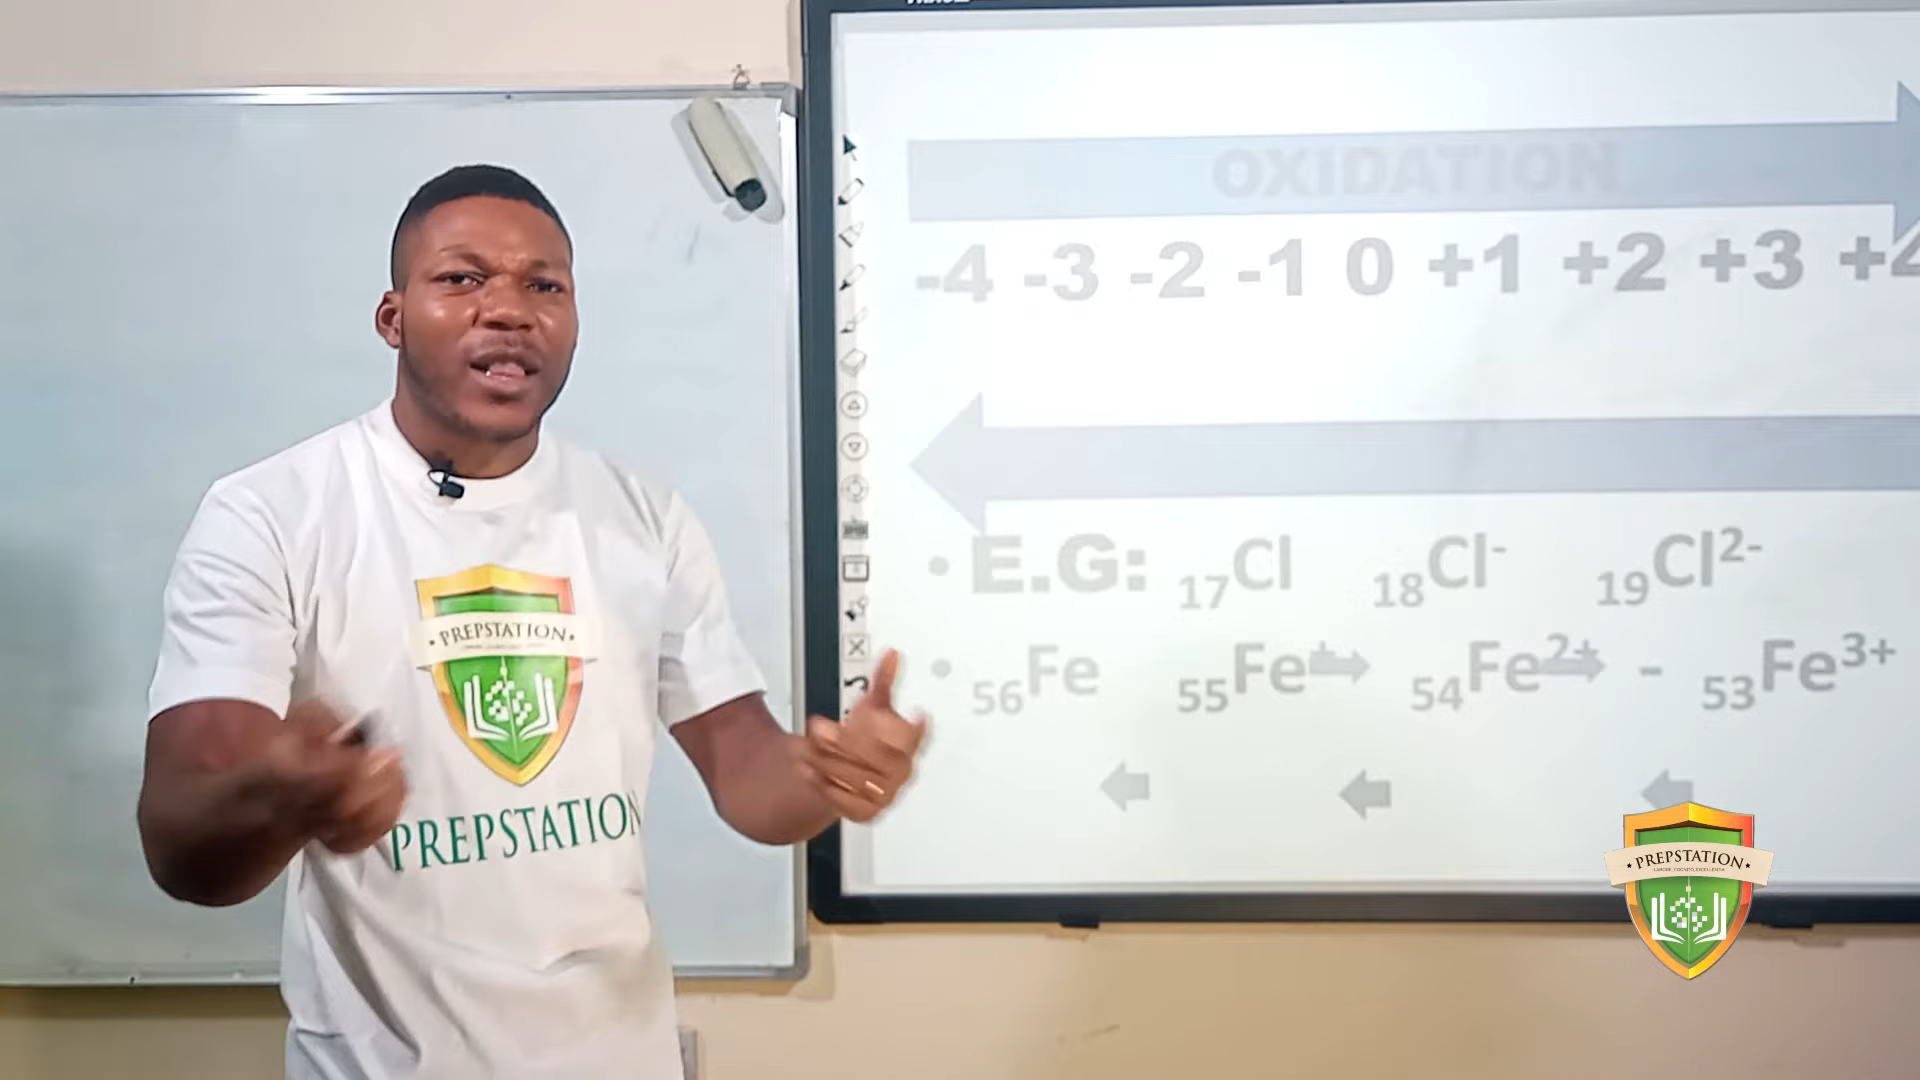 OXIDATION
-4 -3 -2 -1 0 +1 +2 +3 +4
• E.G: 17Cl 18Cl- 19Cl2-
• 56Fe 55Fe+ 54Fe2+ - 53Fe3+
PREPSTATION
PREPSTATION
PREPSTATION